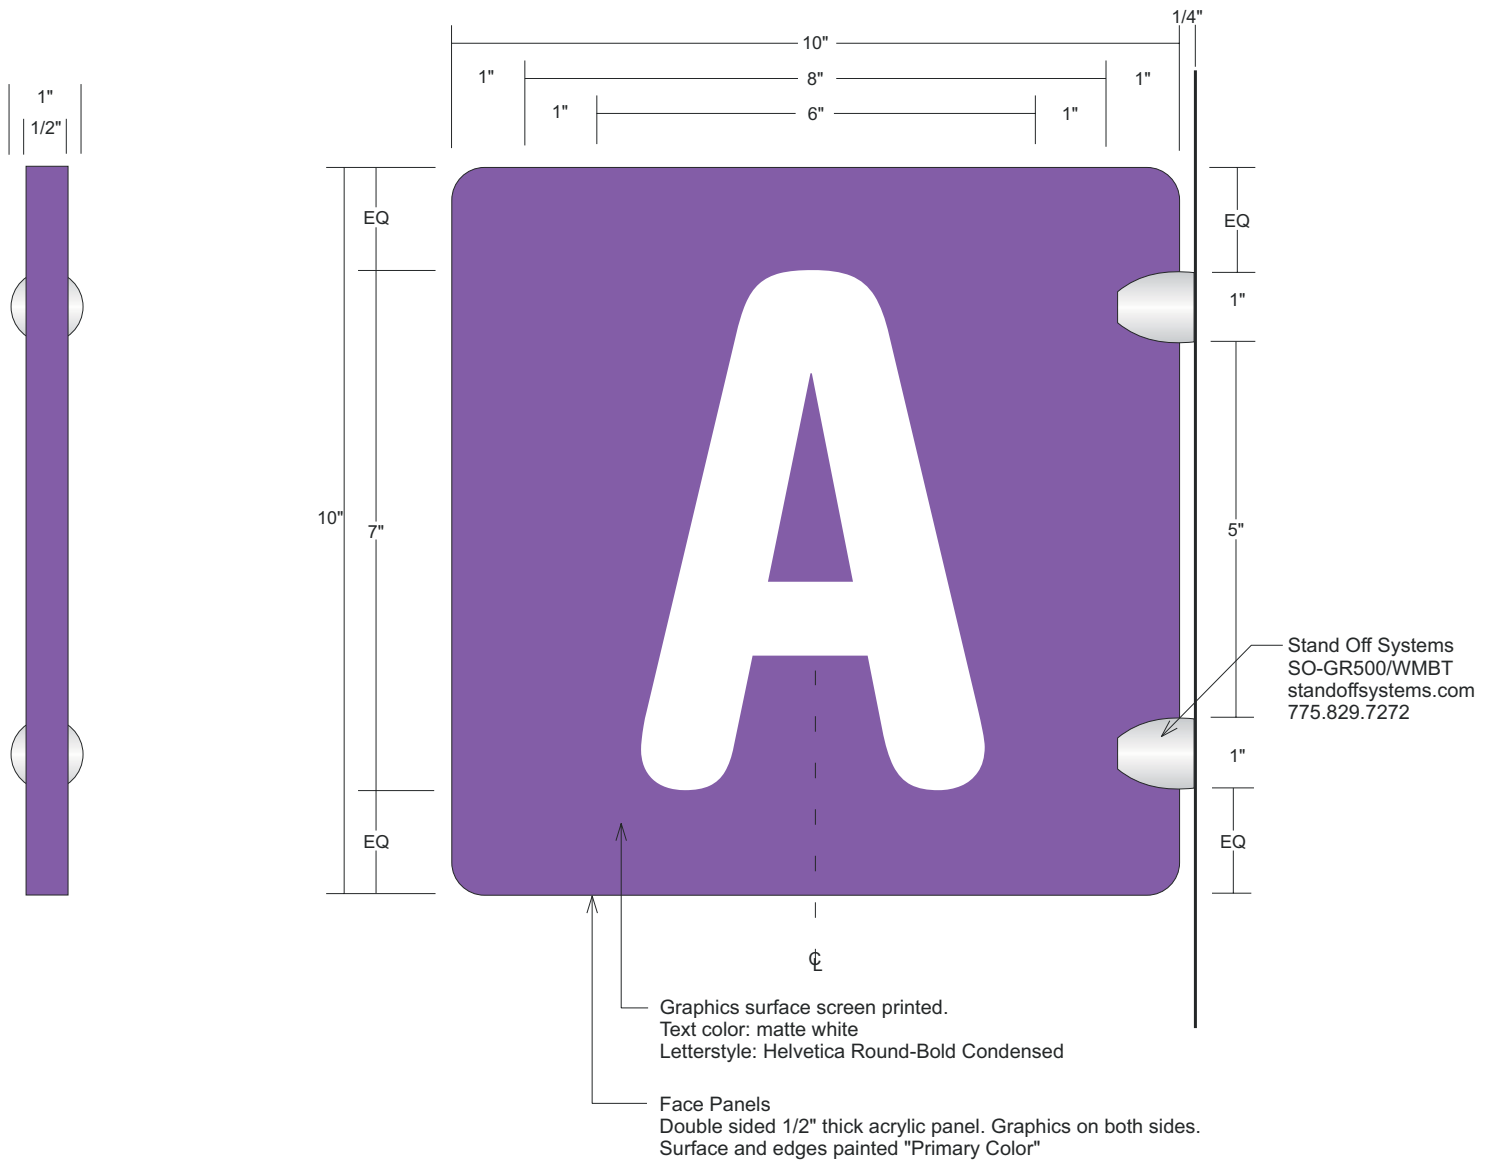 1/4"
10"
1" 8" 1"
1" 6" 1"
1"
1/2"
EQ
EQ
1"
10"
7"
5"
A
Stand Off Systems
SO-GR500/WMBT
standoffsystems.com
775.829.7272
1"
EQ
EQ
℄
Graphics surface screen printed.
Text color: matte white
Letterstyle: Helvetica Round-Bold Condensed
Face Panels
Double sided 1/2" thick acrylic panel. Graphics on both sides.
Surface and edges painted "Primary Color"